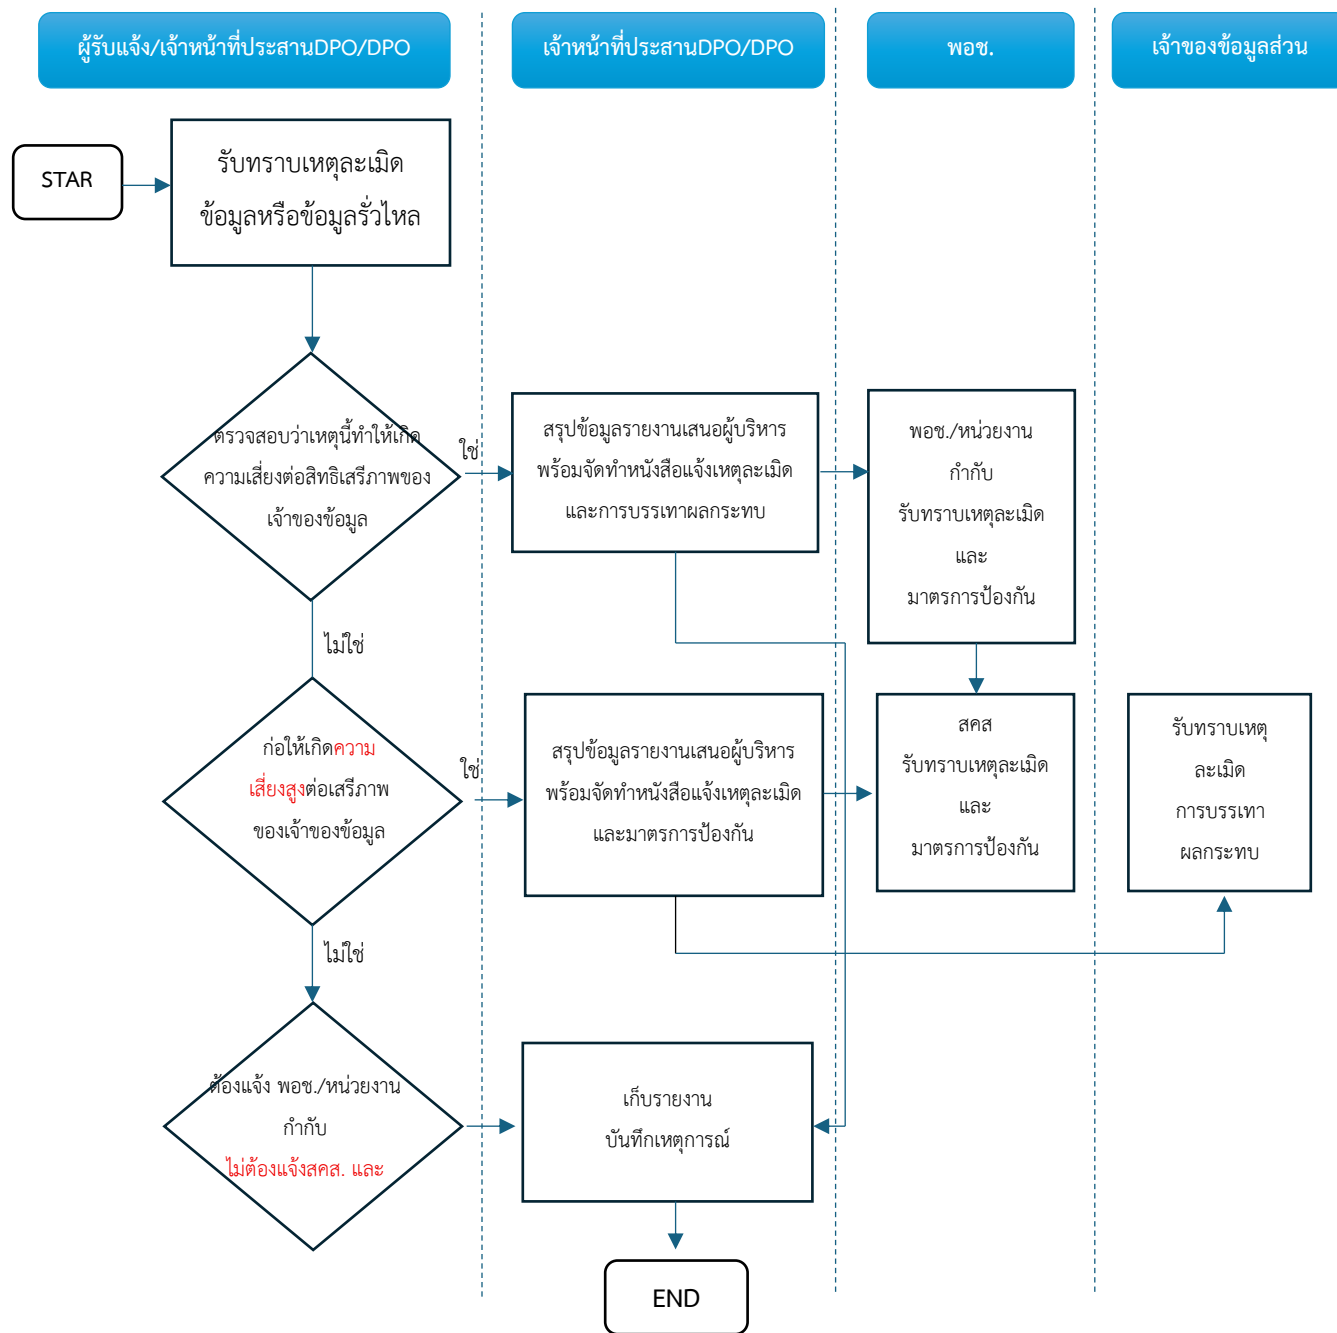 ผู้รับแจ้ง/เจ้าหน้าที่ประสานDPO/DPO
เจ้าหน้าที่ประสานDPO/DPO
พอช.
เจ้าของข้อมูลส่วน
STAR
รับทราบเหตุละเมิด
ข้อมูลหรือข้อมูลรั่วไหล
ตรวจสอบว่าเหตุนี้ทำให้เกิด
ความเสี่ยงต่อสิทธิเสรีภาพของ
เจ้าของข้อมูล
ใช่
สรุปข้อมูลรายงานเสนอผู้บริหาร
พร้อมจัดทำหนังสือแจ้งเหตุละเมิด
และการบรรเทาผลกระทบ
พอช./หน่วยงาน
กำกับ
รับทราบเหตุละเมิด
และ
มาตรการป้องกัน
ไม่ใช่
ก่อให้เกิดความ
เสี่ยงสูงต่อเสรีภาพ
ของเจ้าของข้อมูล
ใช่
สรุปข้อมูลรายงานเสนอผู้บริหาร
พร้อมจัดทำหนังสือแจ้งเหตุละเมิด
และมาตรการป้องกัน
สคส
รับทราบเหตุละเมิด
และ
มาตรการป้องกัน
รับทราบเหตุ
ละเมิด
การบรรเทา
ผลกระทบ
ไม่ใช่
ต้องแจ้ง พอช./หน่วยงาน
กำกับ
ไม่ต้องแจ้งสคส. และ
เก็บรายงาน
บันทึกเหตุการณ์
END